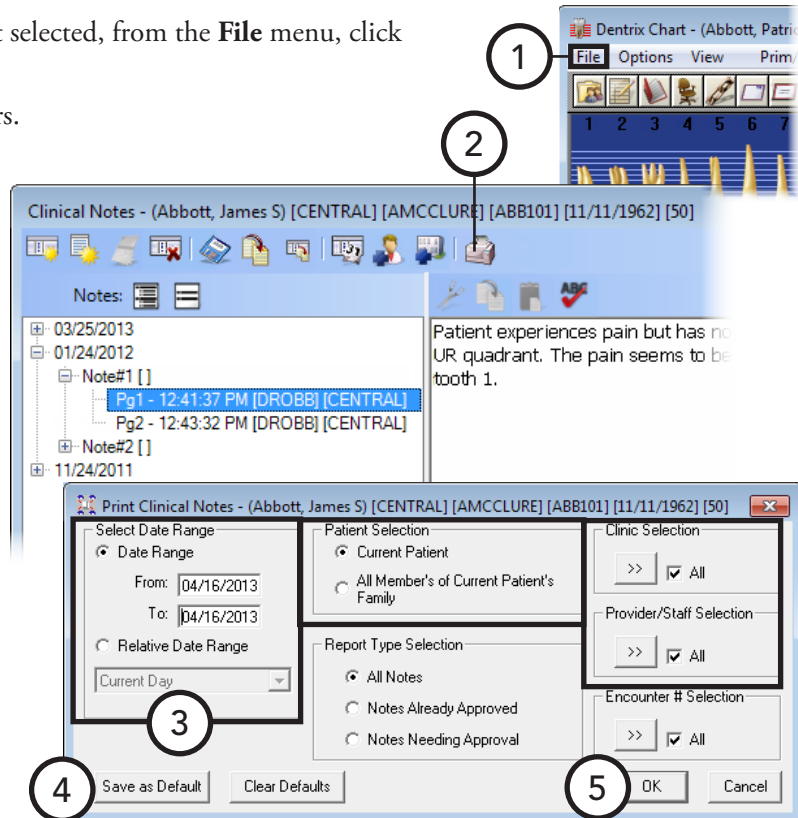 t selected, from the File menu, click
rs.
1
Dentrix Chart - (Abbott, Patric
File Options View Prim/
1 2 3 4 5 6 7
2
Clinical Notes - (Abbott, James S) [CENTRAL] [AMCCLURE] [ABB101] [11/11/1962] [50]
Notes:
ABC
03/25/2013
01/24/2012
Note#1 [ ]
Pg1 - 12:41:37 PM [DROBB] [CENTRAL]
Pg2 - 12:43:32 PM [DROBB] [CENTRAL]
Note#2 [ ]
11/24/2011
Patient experiences pain but has no
UR quadrant. The pain seems to be
tooth 1.
Print Clinical Notes - (Abbott, James S) [CENTRAL] [AMCCLURE] [ABB101] [11/11/1962] [50]
Select Date Range
Date Range
From: 04/16/2013
To: 04/16/2013
Relative Date Range
Current Day
3
Patient Selection
Current Patient
All Member's of Current Patient's
Family
Report Type Selection
All Notes
Notes Already Approved
Notes Needing Approval
Clinic Selection
>> All
Provider/Staff Selection
>> All
Encounter # Selection
>> All
4
Save as Default Clear Defaults
5
OK Cancel